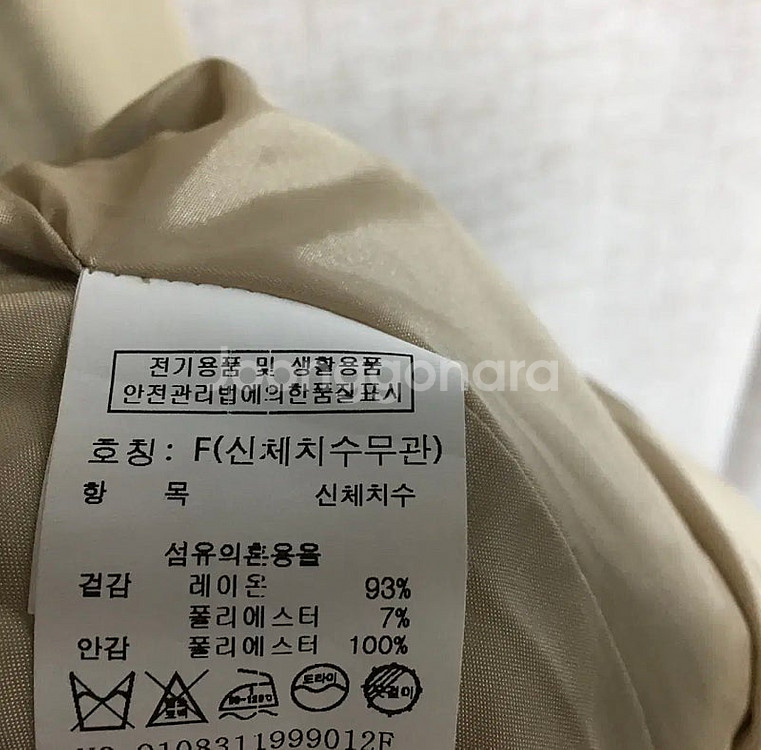 전기용품 및 생활용품
안전관리법에의한품질표시
호칭: F(신체치수무관)
항 목 신체치수
섬유의혼용율
겉감 레이온 93%
폴리에스터 7%
안감 폴리에스터 100%
드라이